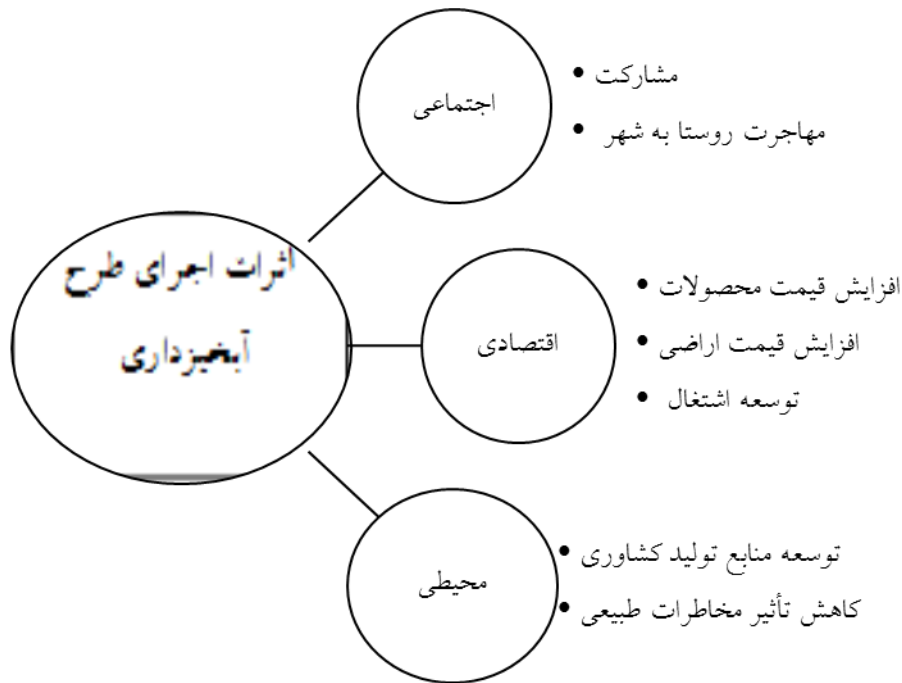 اثرات اجرای طرح
آبخیزداری
اجتماعی
• مشارکت
• مهاجرت روستا به شهر
اقتصادی
• افزایش قیمت محصولات
• افزایش قیمت اراضی
• توسعه اشتغال
محیطی
• توسعه منابع تولید کشاوری
• کاهش تأثیر مخاطرات طبیعی